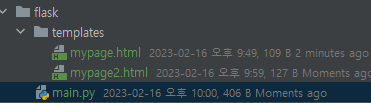 flask
templates
mypage.html 2023-02-16 오후 9:49, 109 B 2 minutes ago
mypage2.html 2023-02-16 오후 9:59, 127 B Moments ago
main.py 2023-02-16 오후 10:00, 406 B Moments ago